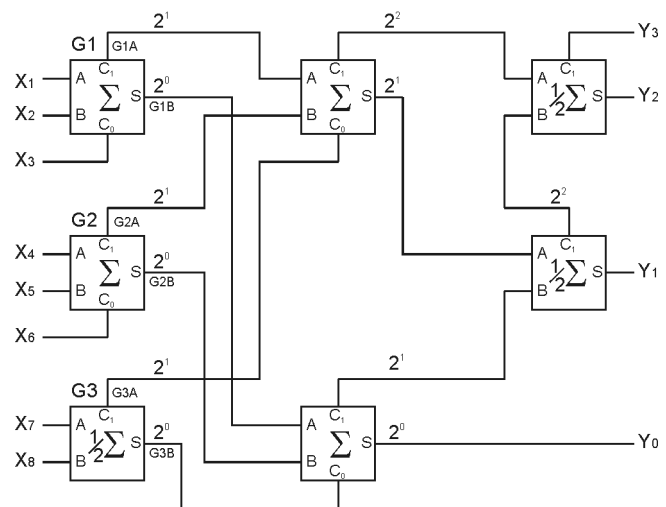 2¹ 2²
G1 G1A Y₃
X₁ A C₁ 2⁰ A C₁ 2¹ A C₁
Σ S Σ S ½Σ S Y₂
X₂ B G1B B B
X₃ C₀ C₀
2¹ 2²
G2 G2A
X₄ A C₁ 2⁰ A C₁
Σ S ½Σ S Y₁
X₅ B G2B B
X₆ C₀
2¹ 2¹
G3 G3A
X₇ A C₁ 2⁰ A C₁ 2⁰
½Σ S Σ S Y₀
X₈ B G3B B
C₀